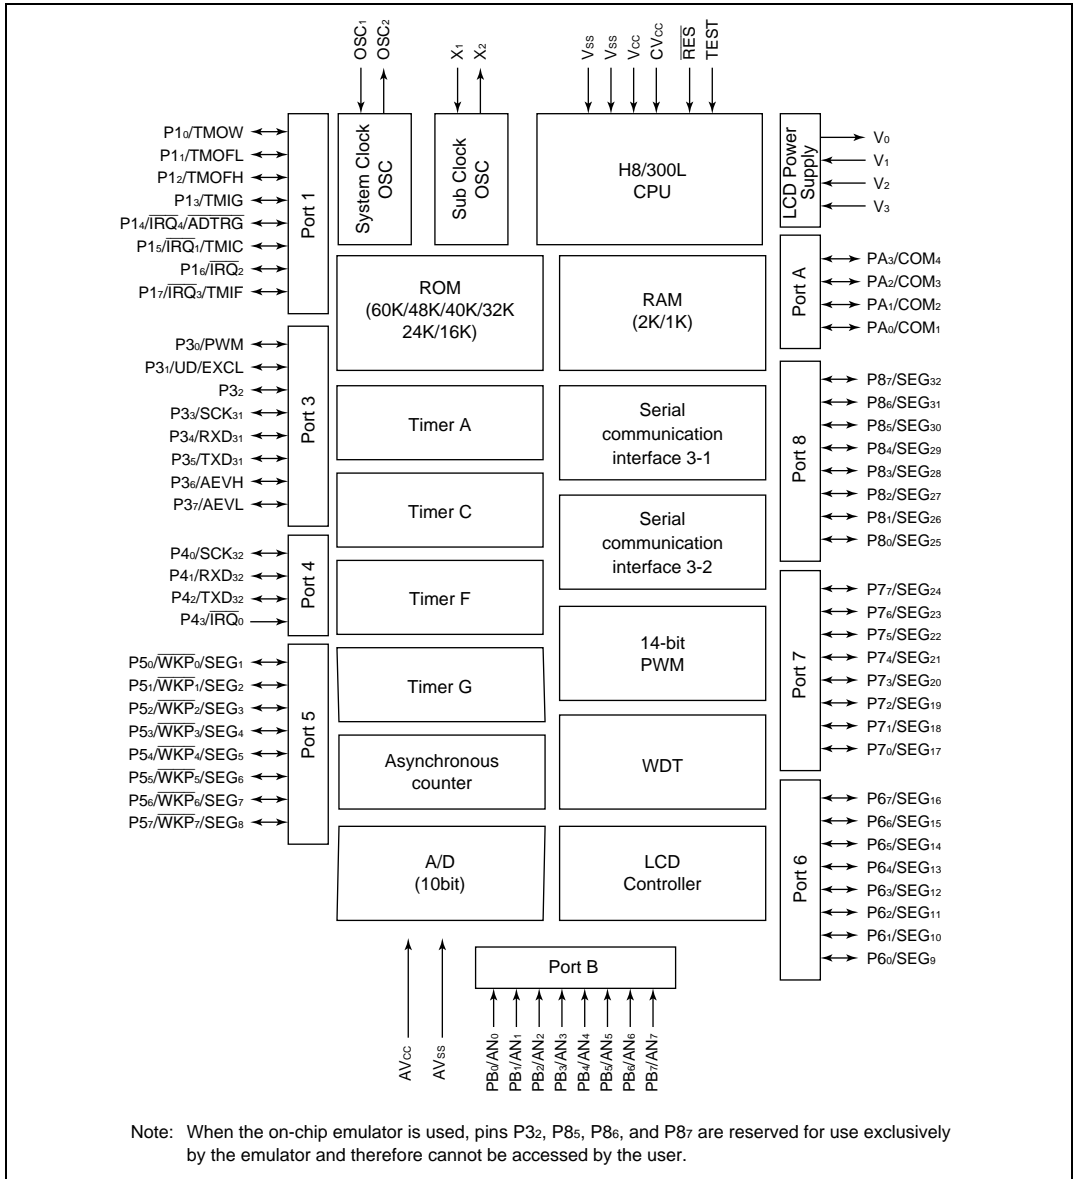 OSC1
OSC2
X1
X2
VSS
VSS
VCC
CVCC
RES
TEST
System Clock
OSC
Sub Clock
OSC
H8/300L
CPU
LCD Power
Supply
V0
V1
V2
V3
Port 1
P10/TMOW
P11/TMOFL
P12/TMOFH
P13/TMIG
P14/IRQ4/ADTRG
P15/IRQ1/TMIC
P16/IRQ2
P17/IRQ3/TMIF
Port 3
P30/PWM
P31/UD/EXCL
P32
P33/SCK31
P34/RXD31
P35/TXD31
P36/AEVH
P37/AEVL
Port 4
P40/SCK32
P41/RXD32
P42/TXD32
P43/IRQ0
Port 5
P50/WKP0/SEG1
P51/WKP1/SEG2
P52/WKP2/SEG3
P53/WKP3/SEG4
P54/WKP4/SEG5
P55/WKP5/SEG6
P56/WKP6/SEG7
P57/WKP7/SEG8
ROM
(60K/48K/40K/32K
24K/16K)
RAM
(2K/1K)
Timer A
Serial
communication
interface 3-1
Timer C
Serial
communication
interface 3-2
Timer F
14-bit
PWM
Timer G
Asynchronous
counter
WDT
A/D
(10bit)
LCD
Controller
Port A
PA3/COM4
PA2/COM3
PA1/COM2
PA0/COM1
Port 8
P87/SEG32
P86/SEG31
P85/SEG30
P84/SEG29
P83/SEG28
P82/SEG27
P81/SEG26
P80/SEG25
Port 7
P77/SEG24
P76/SEG23
P75/SEG22
P74/SEG21
P73/SEG20
P72/SEG19
P71/SEG18
P70/SEG17
Port 6
P67/SEG16
P66/SEG15
P65/SEG14
P64/SEG13
P63/SEG12
P62/SEG11
P61/SEG10
P60/SEG9
Port B
AVCC
AVSS
PB0/AN0
PB1/AN1
PB2/AN2
PB3/AN3
PB4/AN4
PB5/AN5
PB6/AN6
PB7/AN7
Note: When the on-chip emulator is used, pins P32, P85, P86, and P87 are reserved for use exclusively
by the emulator and therefore cannot be accessed by the user.